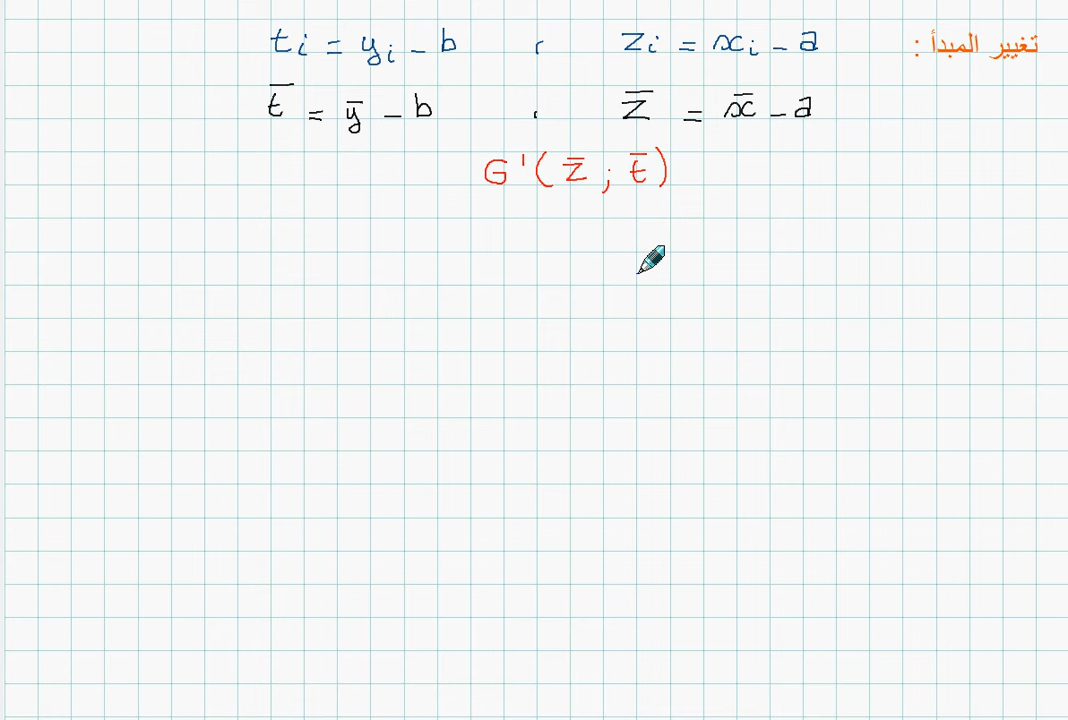 تغيير المبدأ : zi = xi - a ، ti = yi - b
z̄ = x̄ - a ، t̄ = ȳ - b
G'( z̄ ; t̄ )